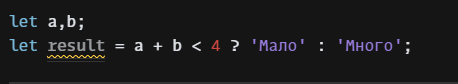 let a,b;
let result = a + b < 4 ? 'Мало' : 'Много';